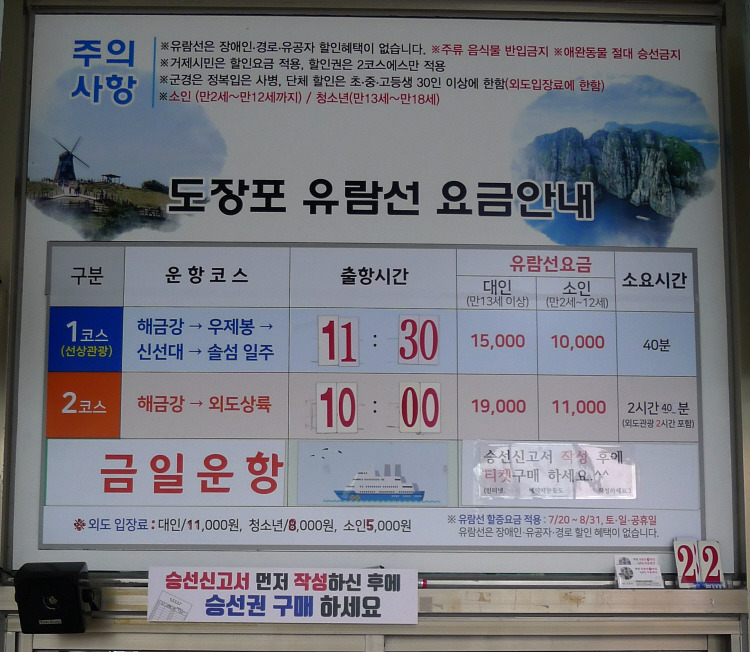 주의
사항
※유람선은 장애인·경로·유공자 할인혜택이 없습니다. ※주류 음식물 반입금지 ※애완동물 절대 승선금지
※거제시민은 할인요금 적용, 할인권은 2코스에스만 적용
※군경은 정복입은 사병, 단체 할인은 초·중·고등생 30인 이상에 한함(외도입장료에 한함)
※소인 (만2세~만12세까지) / 청소년(만13세~만18세)
도장포 유람선 요금안내
구분 운항코스 출항시간 유람선요금 소요시간
대인 소인
(만13세 이상) (만2세~12세)
1코스
(선상관광)
해금강 → 우제봉 →
신선대 → 솔섬 일주
11 : 30 15,000 10,000 40분
2코스 해금강 → 외도상륙 10 : 00 19,000 11,000 2시간 40 분
(외도관광 2시간 포함)
금일운항
승선신고서 작성 후에
티켓구매 하세요.^^
※ 외도 입장료 : 대인/11,000원, 청소년/8,000원, 소인5,000원
※ 유람선 할증요금 적용 : 7/20 ~ 8/31, 토·일·공휴일
유람선은 장애인·유공자·경로 할인 혜택이 없습니다.
승선신고서 먼저 작성하신 후에
승선권 구매 하세요
2 2